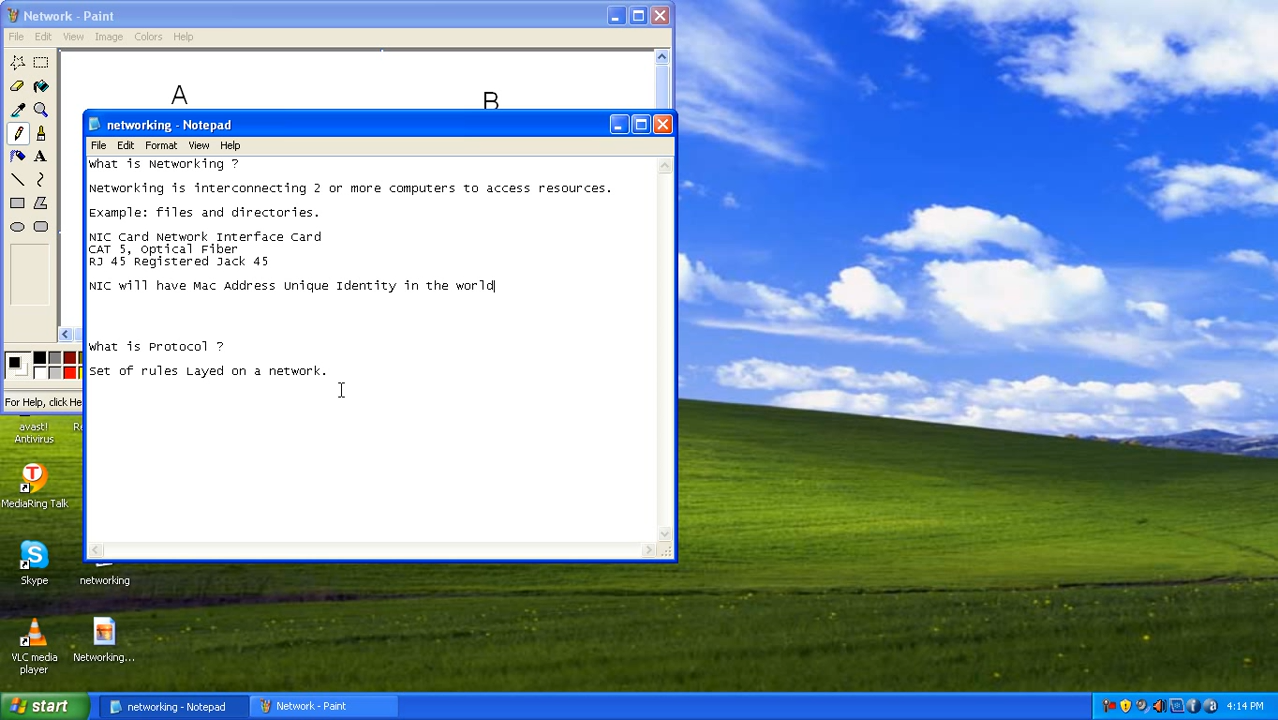 Network - Paint
File Edit View Image Colors Help
A B
networking - Notepad
File Edit Format View Help
What is Networking ?
Networking is interconnecting 2 or more computers to access resources.
Example: files and directories.
NIC Card Network Interface Card
CAT 5, Optical Fiber
RJ 45 Registered Jack 45
NIC will have Mac Address Unique Identity in the world
What is Protocol ?
Set of rules Layed on a network.
For Help, click He
avast!
Antivirus
Re
MediaRing Talk
Skype
networking
VLC media
player
Networking...
start
networking - Notepad
Network - Paint
4:14 PM